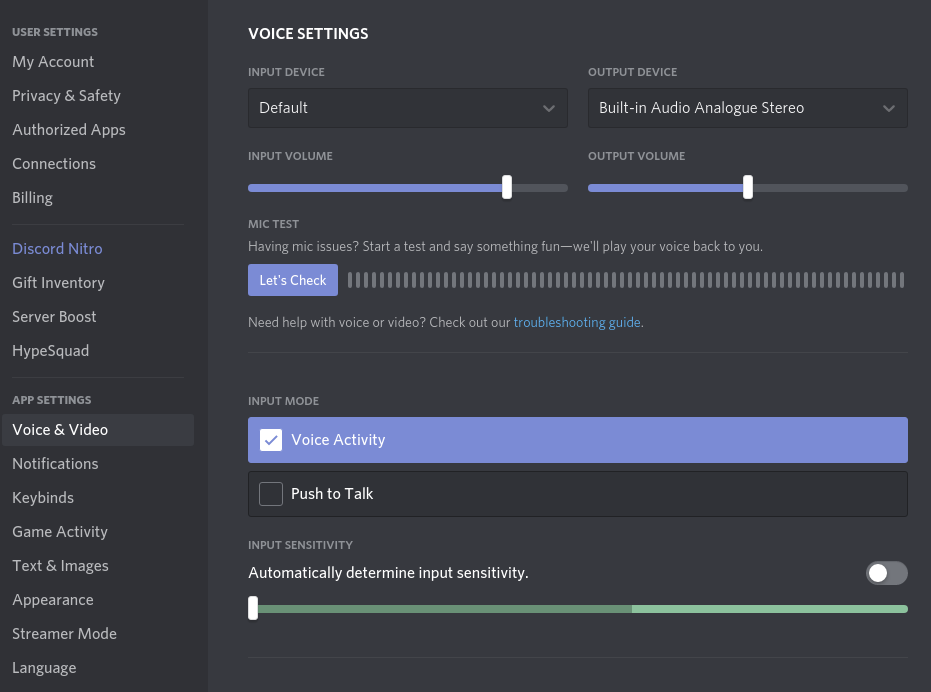 USER SETTINGS
My Account
Privacy & Safety
Authorized Apps
Connections
Billing
Discord Nitro
Gift Inventory
Server Boost
HypeSquad
APP SETTINGS
Voice & Video
Notifications
Keybinds
Game Activity
Text & Images
Appearance
Streamer Mode
Language
VOICE SETTINGS
INPUT DEVICE
Default
OUTPUT DEVICE
Built-in Audio Analogue Stereo
INPUT VOLUME
OUTPUT VOLUME
MIC TEST
Having mic issues? Start a test and say something fun—we'll play your voice back to you.
Let's Check
Need help with voice or video? Check out our troubleshooting guide.
INPUT MODE
Voice Activity
Push to Talk
INPUT SENSITIVITY
Automatically determine input sensitivity.